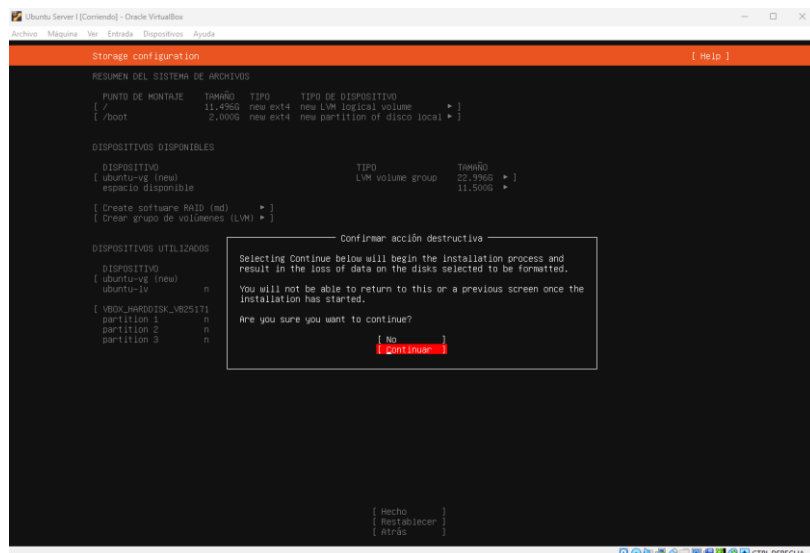 Ubuntu Server I [Corriendo] - Oracle VirtualBox
Archivo Máquina Ver Entrada Dispositivos Ayuda
Storage configuration [ Help ]
RESUMEN DEL SISTEMA DE ARCHIVOS
PUNTO DE MONTAJE TAMAÑO TIPO TIPO DE DISPOSITIVO
[ / 11.496G new ext4 new LVM logical volume ▸ ]
[ /boot 2.000G new ext4 new partition of disco local ▸ ]
DISPOSITIVOS DISPONIBLES
DISPOSITIVO TIPO TAMAÑO
[ ubuntu-vg (new) LVM volume group 22.996G ▸ ]
espacio disponible 11.500G ▸
[ Create software RAID (md) ▸ ]
[ Crear grupo de volúmenes (LVM) ▸ ]
Confirmar acción destructiva
DISPOSITIVOS UTILIZADOS
Selecting Continue below will begin the installation process and
result in the loss of data on the disks selected to be formatted.
You will not be able to return to this or a previous screen once the
installation has started.
Are you sure you want to continue?
[ No ]
[ Continuar ]
DISPOSITIVO
[ ubuntu-vg (new)
ubuntu-lv n
[ VBOX_HARDDISK_VB25171
partition 1 n
partition 2 n
partition 3 n
[ Hecho ]
[ Restablecer ]
[ Atrás ]
CTRL DERECHA